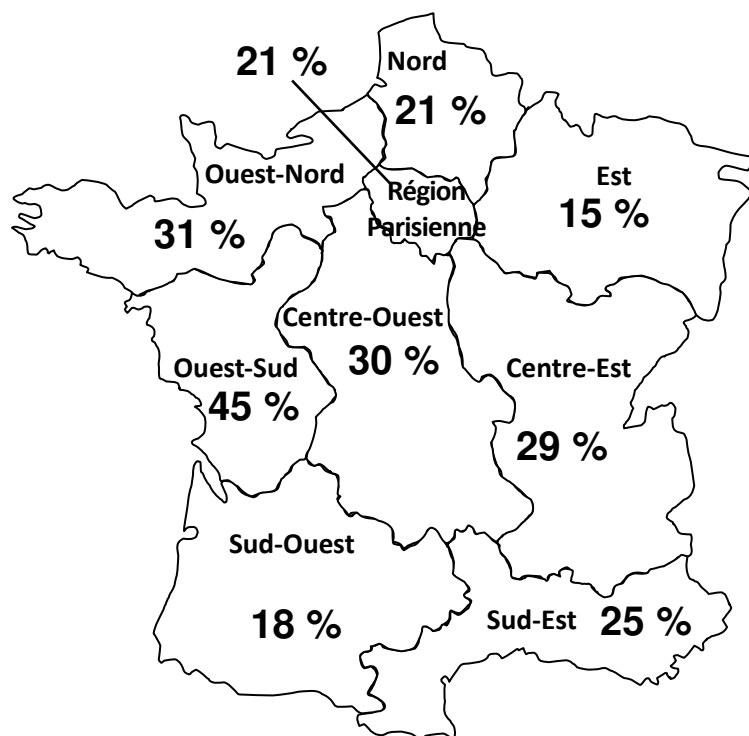 21 %
Nord
21 %
Ouest-Nord
31 %
Région
Parisienne
Est
15 %
Centre-Ouest
30 %
Ouest-Sud
45 %
Centre-Est
29 %
Sud-Ouest
18 %
Sud-Est 25 %